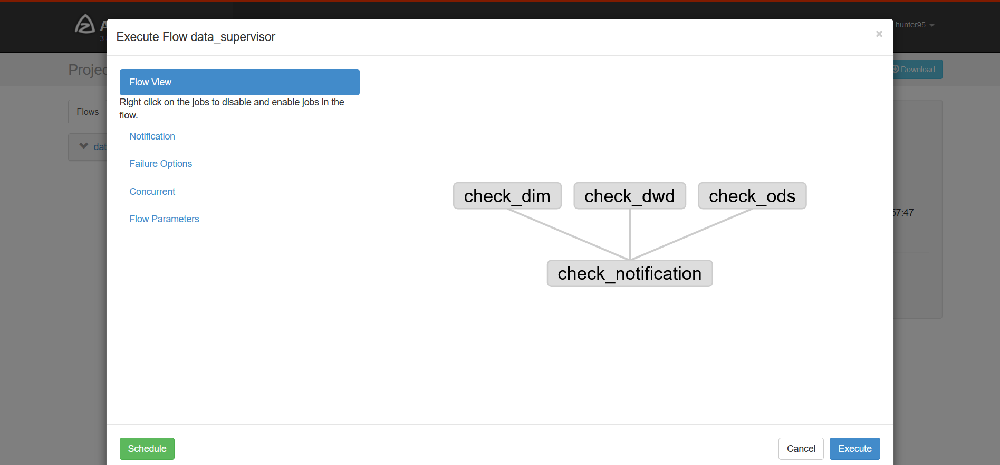 A
3.
hunter95
Execute Flow data_supervisor
×
Projec
Download
Flow View
Right click on the jobs to disable and enable jobs in the
flow.
Flows
Notification
dat
Failure Options
Concurrent
Flow Parameters
check_dim check_dwd check_ods
57:47
check_notification
Schedule
Cancel
Execute